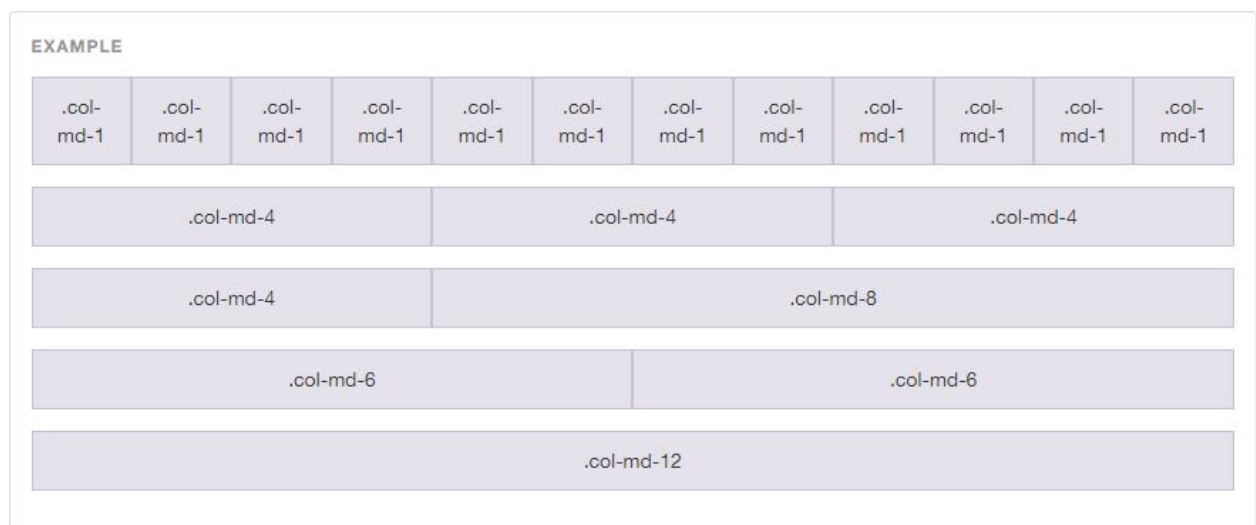 EXAMPLE
.col- .col- .col- .col- .col- .col- .col- .col- .col- .col- .col- .col-
md-1 md-1 md-1 md-1 md-1 md-1 md-1 md-1 md-1 md-1 md-1 md-1
.col-md-4 .col-md-4 .col-md-4
.col-md-4 .col-md-8
.col-md-6 .col-md-6
.col-md-12